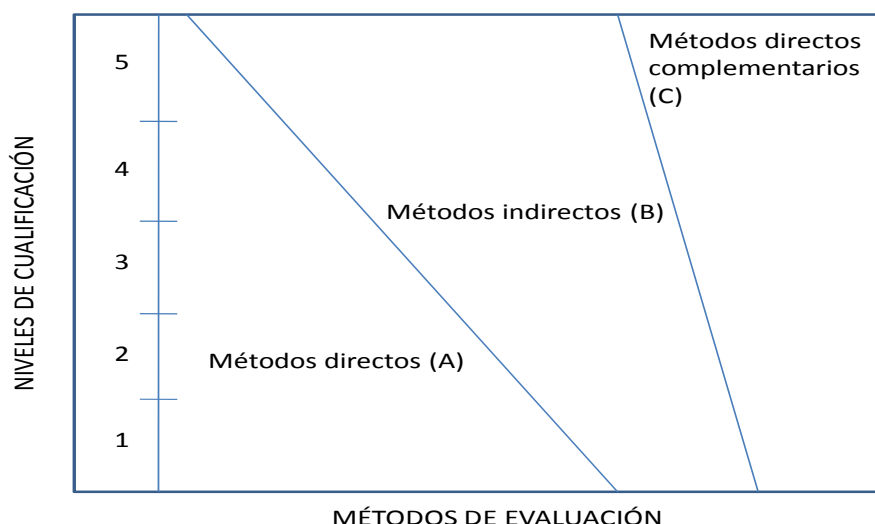 Métodos directos
complementarios
(C)
5
4
Métodos indirectos (B)
3
2
Métodos directos (A)
1
NIVELES DE CUALIFICACIÓN
MÉTODOS DE EVALUACIÓN